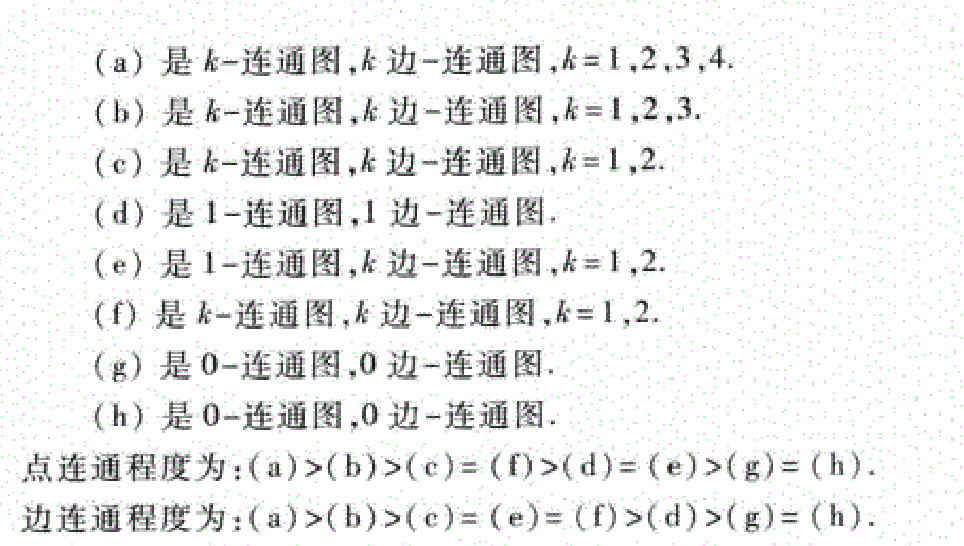 (a) 是 k-连通图,k 边-连通图,k=1,2,3,4.
(b) 是 k-连通图,k 边-连通图,k=1,2,3.
(c) 是 k-连通图,k 边-连通图,k=1,2.
(d) 是 1-连通图,1 边-连通图.
(e) 是 1-连通图,k 边-连通图,k=1,2.
(f) 是 k-连通图,k 边-连通图,k=1,2.
(g) 是 0-连通图,0 边-连通图.
(h) 是 0-连通图,0 边-连通图.
点连通程度为:(a)>(b)>(c)=(f)>(d)=(e)>(g)=(h).
边连通程度为:(a)>(b)>(c)=(e)=(f)>(d)>(g)=(h).